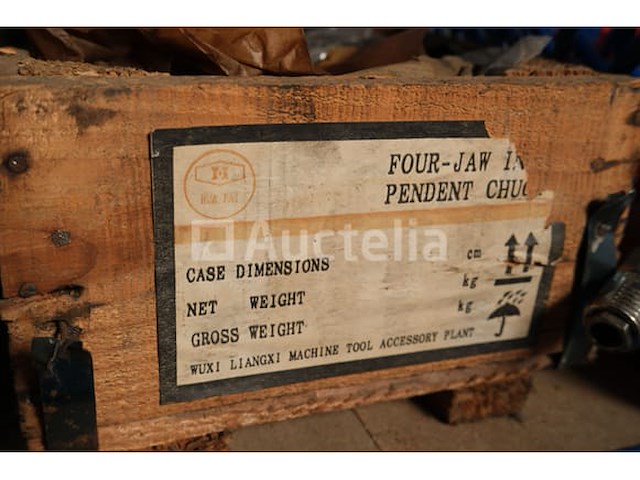 FOUR-JAW IN
PENDENT CHUC
Auctelia
CASE DIMENSIONS cm
NET WEIGHT kg
GROSS WEIGHT kg
WUXI LIANGXI MACHINE TOOL ACCESSORY PLANT